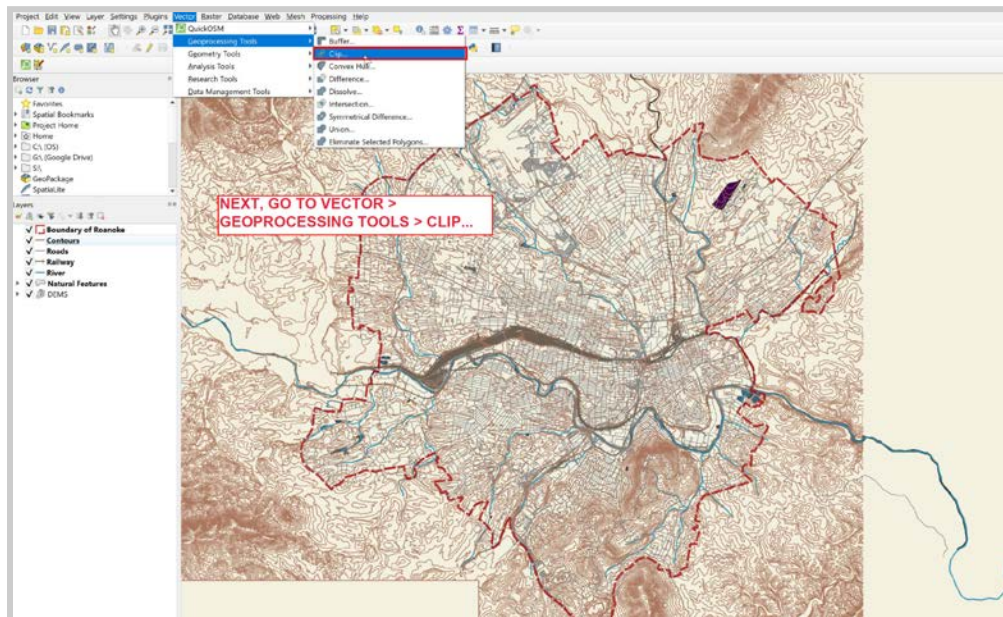 Project Edit View Layer Settings Plugins Vector Raster Database Web Mesh Processing Help
QuickOSM
Geoprocessing Tools
Geometry Tools
Analysis Tools
Research Tools
Data Management Tools
Buffer...
Clip...
Convex Hull...
Difference...
Dissolve...
Intersection...
Symmetrical Difference...
Union...
Eliminate Selected Polygons...
Browser
Favorites
Spatial Bookmarks
Project Home
Home
C:\ (OS)
G:\ (Google Drive)
S:\
GeoPackage
SpatiaLite
NEXT, GO TO VECTOR >
GEOPROCESSING TOOLS > CLIP...
Layers
Boundary of Roanoke
Contours
Roads
Railway
River
Natural Features
DEMS